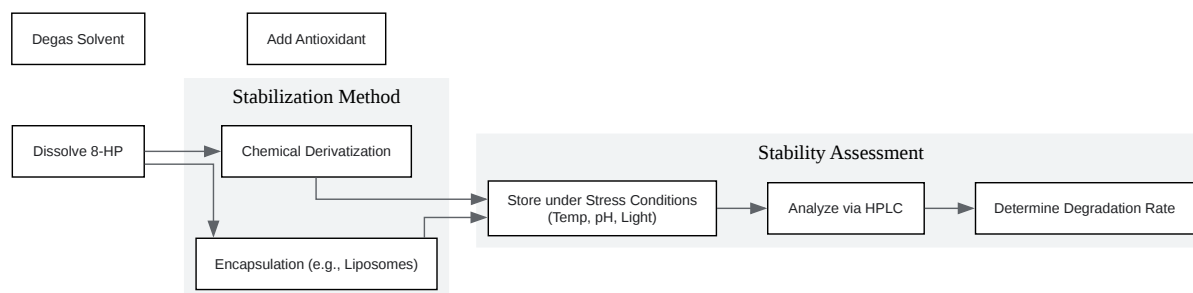 Degas Solvent
Add Antioxidant
Stabilization Method
Dissolve 8-HP
Chemical Derivatization
Encapsulation (e.g., Liposomes)
Stability Assessment
Store under Stress Conditions
(Temp, pH, Light)
Analyze via HPLC
Determine Degradation Rate